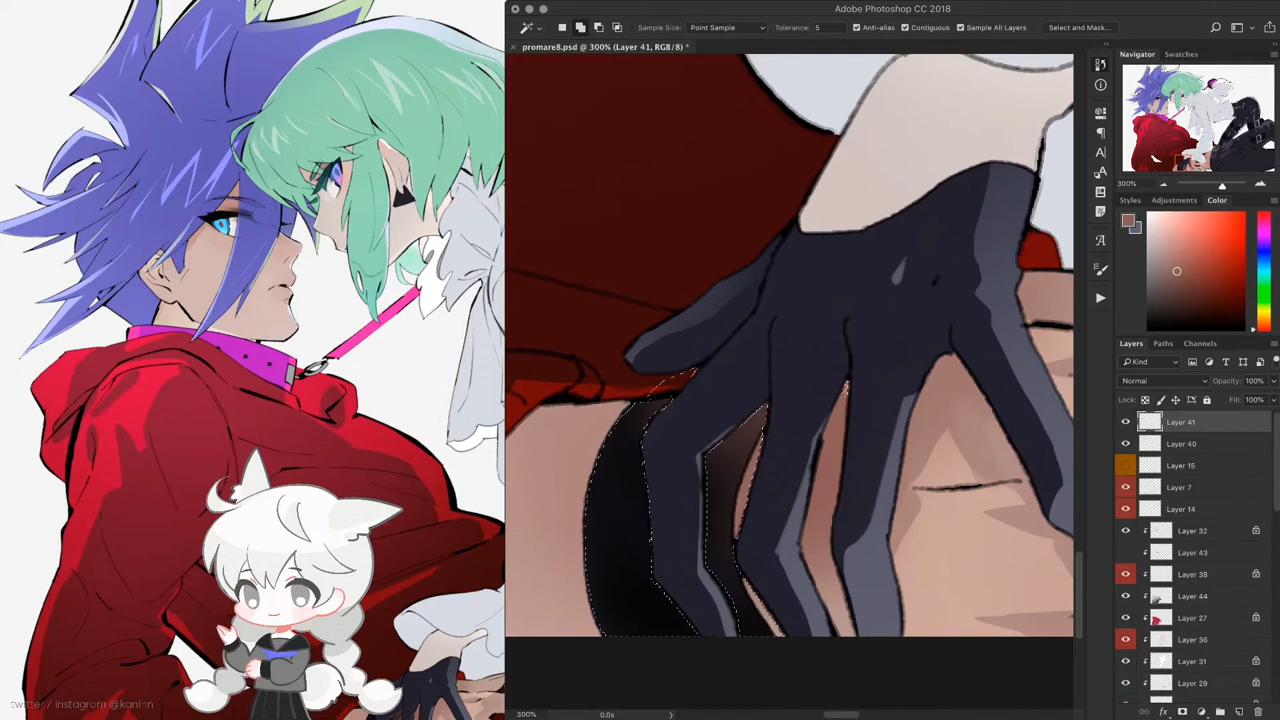 Adobe Photoshop CC 2018
Sample Size: Point Sample Tolerance: 5 Anti-alias Contiguous Sample All Layers Select and Mask...
promare8.psd @ 300% (Layer 41, RGB/8) *
Navigator Swatches
300%
Styles Adjustments Color
Layers Paths Channels
Kind
Normal Opacity: 100%
Lock: Fill: 100%
Layer 41
Layer 40
Layer 15
Layer 7
Layer 14
Layer 32
Layer 43
Layer 38
Layer 44
Layer 27
Layer 36
Layer 31
Layer 29
300% 0.0s